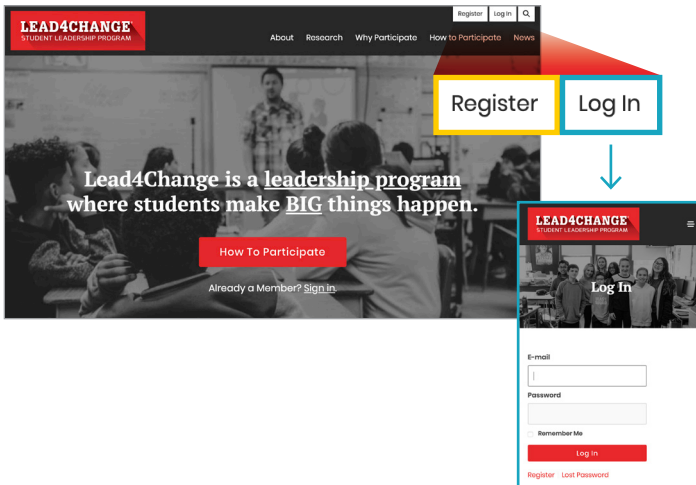 Register Log In
LEAD4CHANGE
STUDENT LEADERSHIP PROGRAM
About Research Why Participate How to Participate News
Register Log In
Lead4Change is a leadership program
where students make BIG things happen.
How To Participate
Already a Member? Sign in.
LEAD4CHANGE
STUDENT LEADERSHIP PROGRAM
Log In
E-mail
Password
Remember Me
Log In
Register Lost Password